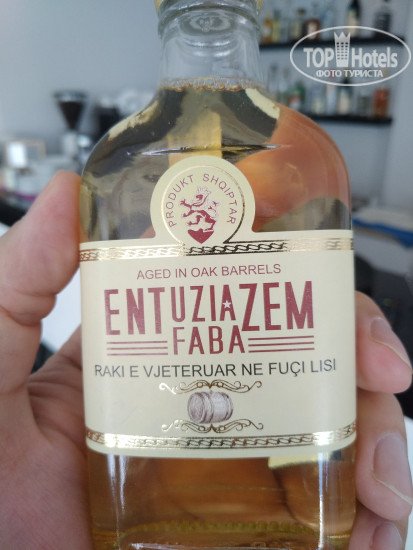 TOP Hotels
ФОТО ТУРИСТА
PRODUKT SHQIPTAR
AGED IN OAK BARRELS
ENTUZIAZEM
FABA
RAKI E VJETERUAR NE FUÇI LISI